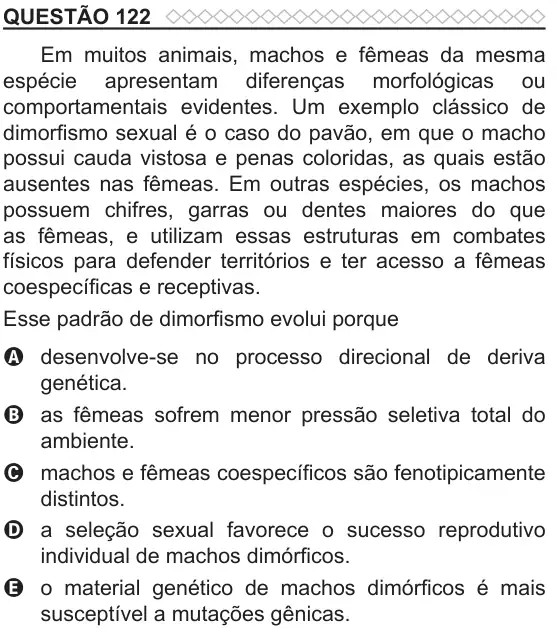 QUESTÃO 122
Em muitos animais, machos e fêmeas da mesma
espécie apresentam diferenças morfológicas ou
comportamentais evidentes. Um exemplo clássico de
dimorfismo sexual é o caso do pavão, em que o macho
possui cauda vistosa e penas coloridas, as quais estão
ausentes nas fêmeas. Em outras espécies, os machos
possuem chifres, garras ou dentes maiores do que
as fêmeas, e utilizam essas estruturas em combates
físicos para defender territórios e ter acesso a fêmeas
coespecíficas e receptivas.
Esse padrão de dimorfismo evolui porque
A desenvolve-se no processo direcional de deriva
genética.
B as fêmeas sofrem menor pressão seletiva total do
ambiente.
C machos e fêmeas coespecíficos são fenotipicamente
distintos.
D a seleção sexual favorece o sucesso reprodutivo
individual de machos dimórficos.
E o material genético de machos dimórficos é mais
susceptível a mutações gênicas.